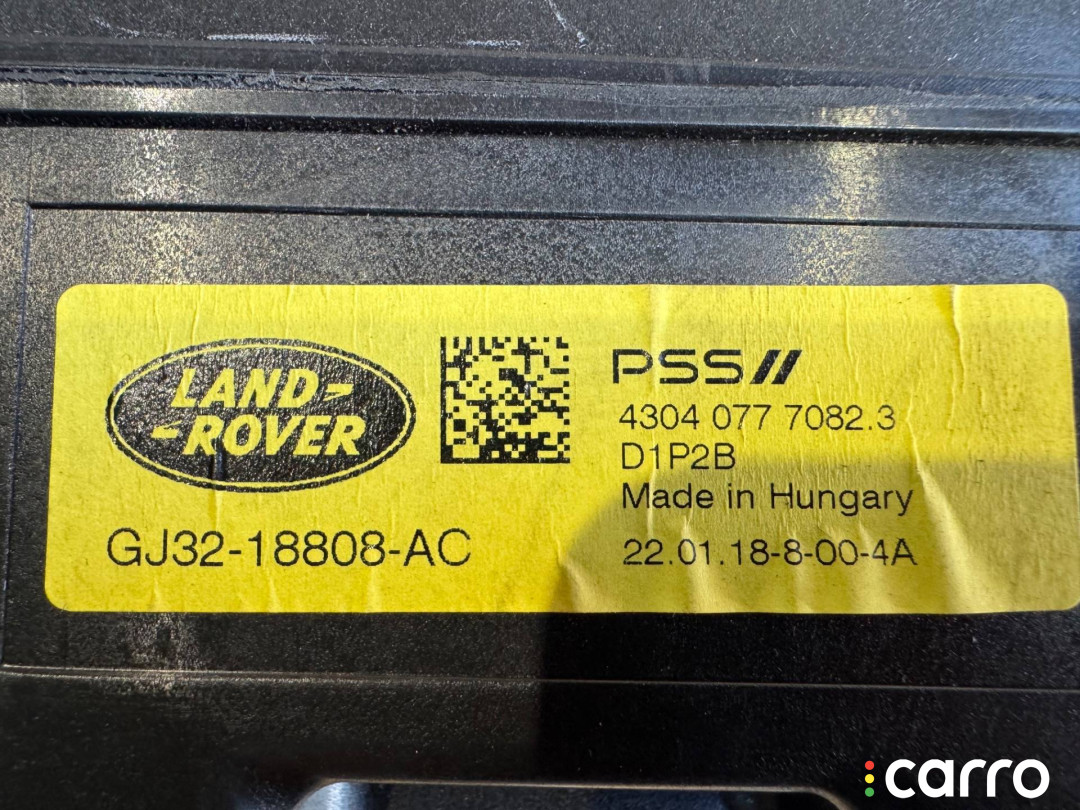 LAND-
-ROVER
GJ32-18808-AC
PSS//
4304 077 7082.3
D1P2B
Made in Hungary
22.01.18-8-00-4A
carro